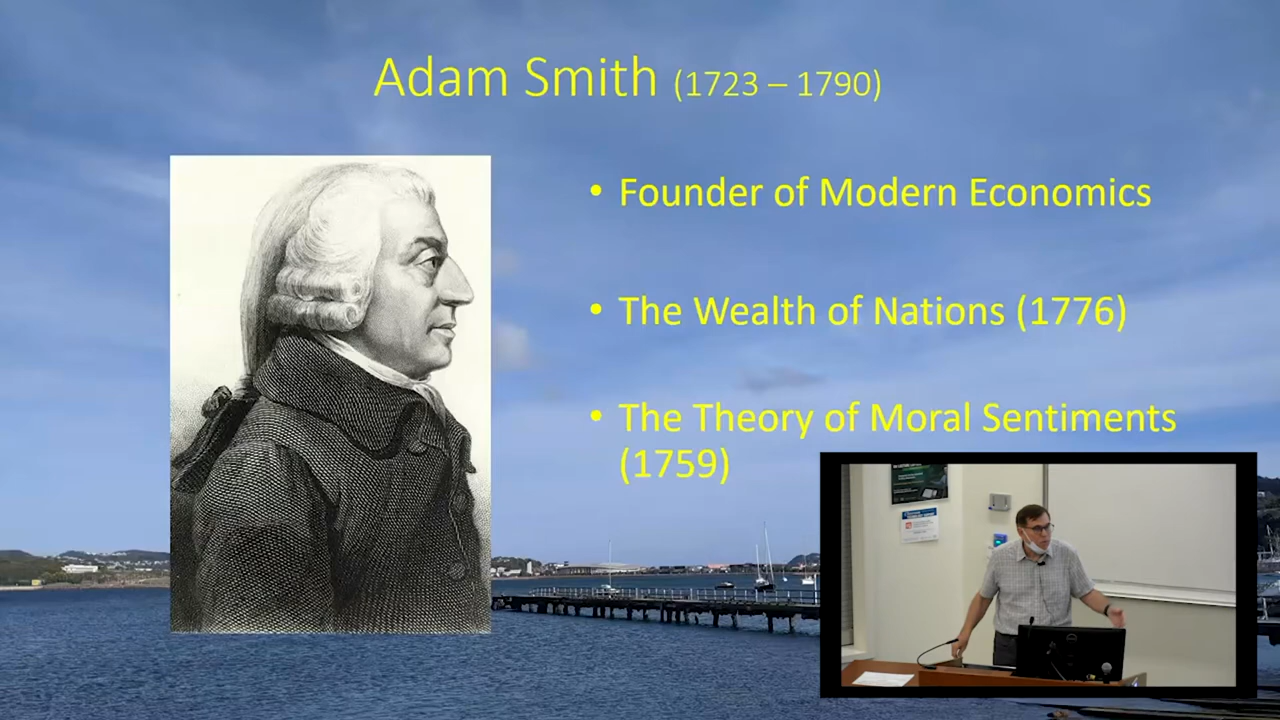 Adam Smith (1723 – 1790)
• Founder of Modern Economics
• The Wealth of Nations (1776)
• The Theory of Moral Sentiments
(1759)